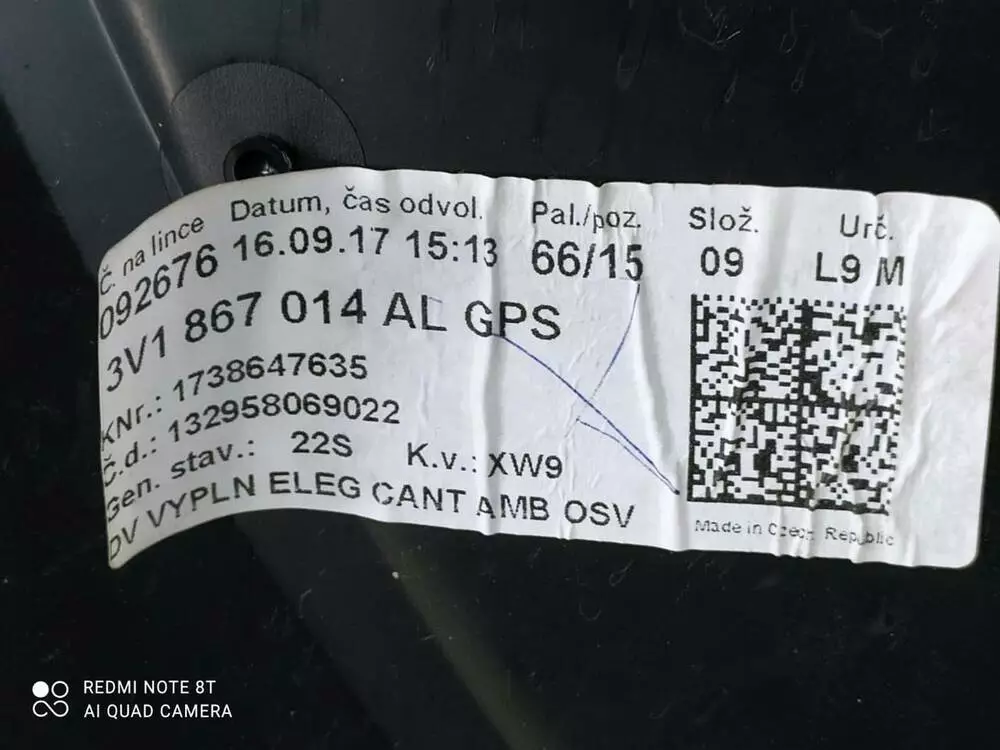 Č. na lince Datum, čas odvol. Pal./poz. Slož. Urč.
092676 16.09.17 15:13 66/15 09 L9 M
3V1 867 014 AL GPS
KNr.: 1738647635
Č.d.: 132958069022
Gen. stav.: 22S K.v.: XW9
DV VYPLN ELEG CANT AMB OSV
Made in Czech Republic
REDMI NOTE 8T
AI QUAD CAMERA